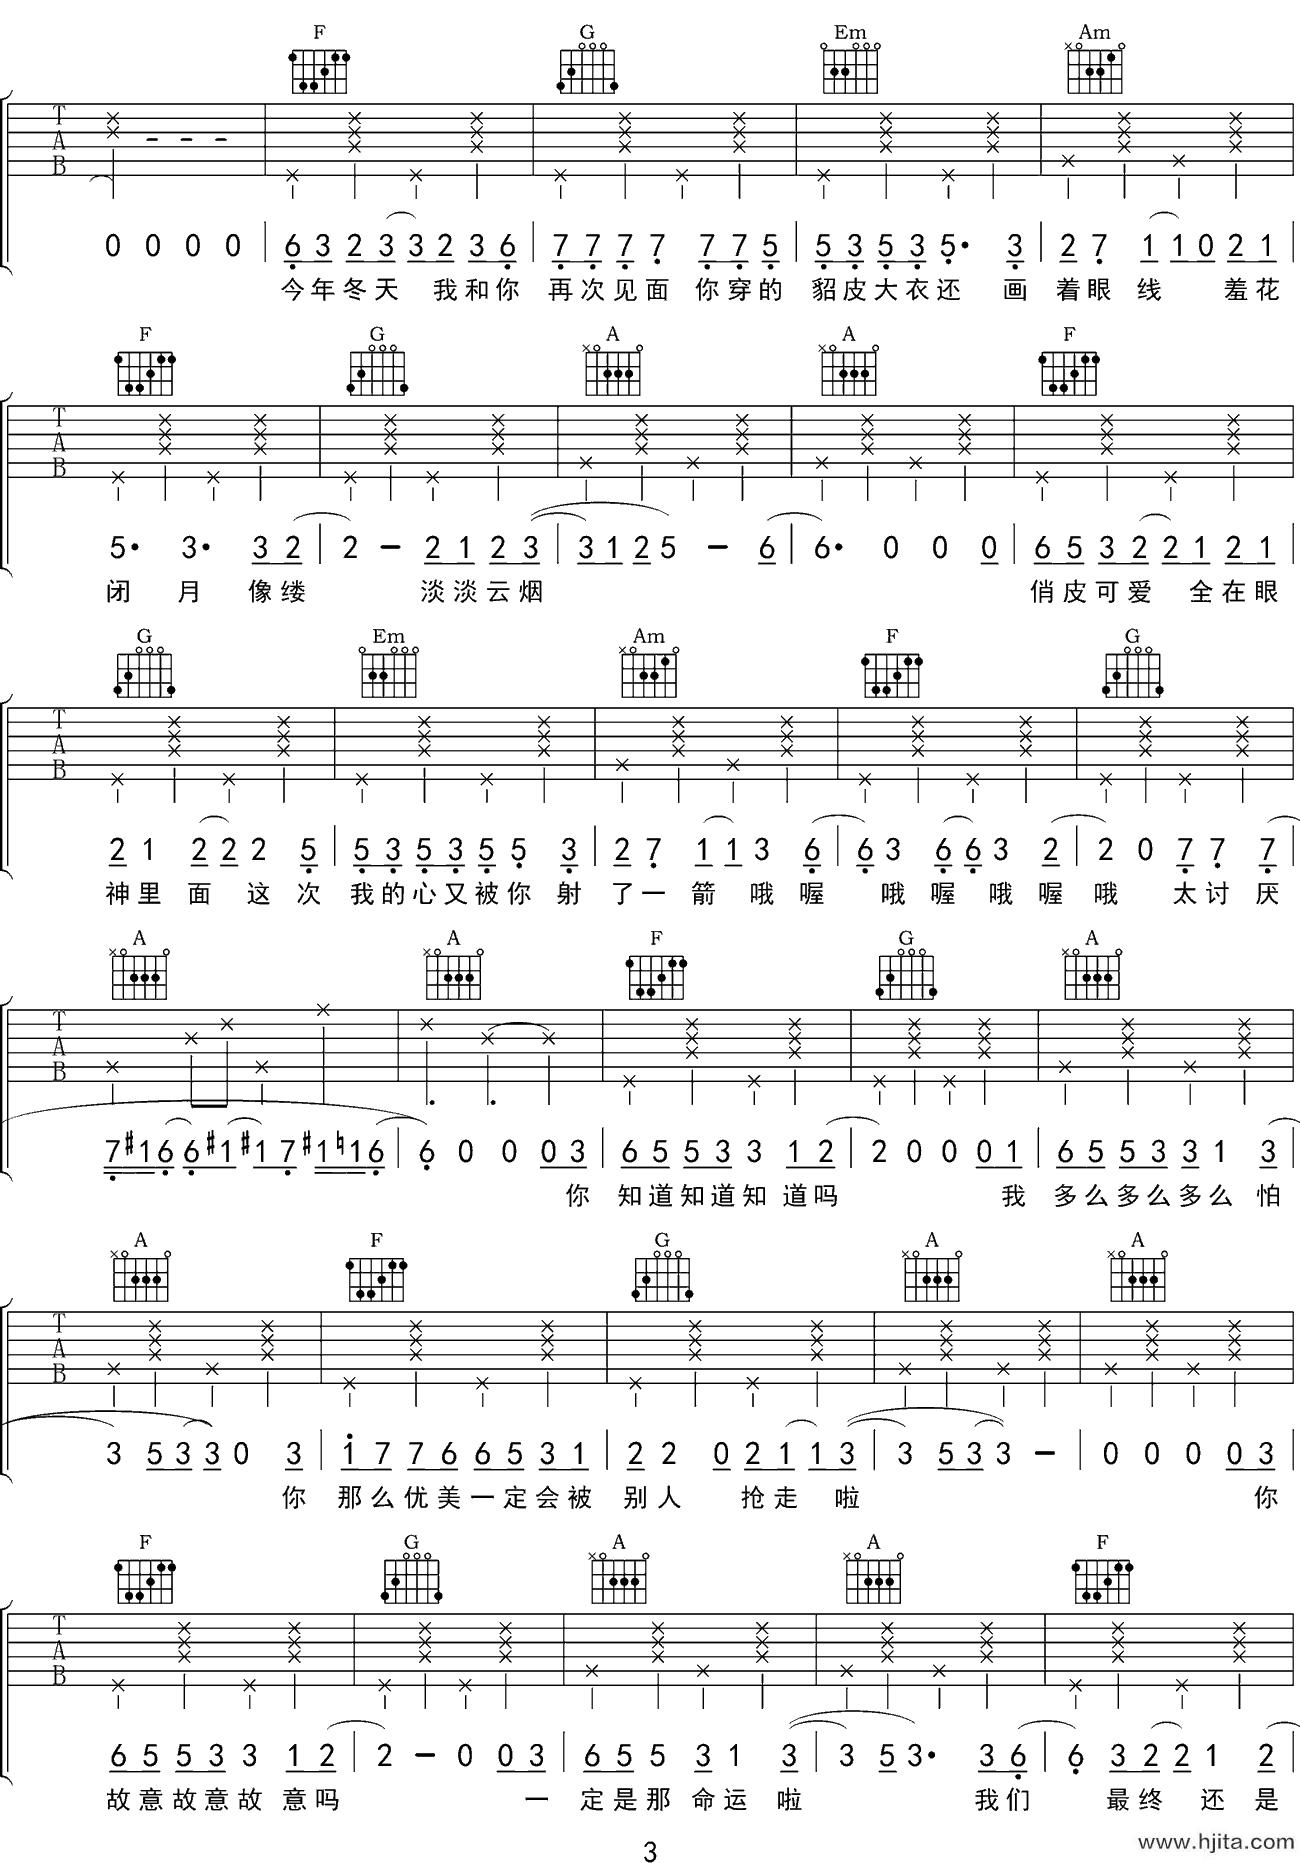 F G Em Am
T A B
0 0 0 0 6 3 2 3 3 2 3 6 7 7 7 7 7 7 5 5 3 5 3 5· 3 2 7 1 1 0 2 1
今年冬天 我和你 再次见面 你穿的 貂皮大衣还 画 着眼线 羞花
F G A A F
T A B
5· 3· 3 2 2 - 2 1 2 3 3 1 2 5 - 6 6· 0 0 0 6 5 3 2 2 1 2 1
闭 月 像缕 淡淡云烟 俏皮可爱 全在眼
G Em Am F G
T A B
2 1 2 2 2 5 5 3 5 3 5 5 3 2 7 1 1 3 6 6 3 6 6 3 2 2 0 7 7 7
神里 面 这 次 我的心又被你 射 了一 箭 哦喔 哦喔哦喔 哦 太讨厌
A A F G A
T A B
7 #1 6 6 #1 #1 7 #1 ♮1 6 6 0 0 0 3 6 5 5 3 3 1 2 2 0 0 0 1 6 5 5 3 3 1 3
你 知道知道知 道吗 我 多么多么多么 怕
A F G A A
T A B
3 5 3 3 0 3 1 7 7 6 6 5 3 1 2 2 0 2 1 1 3 3 5 3 3 - 0 0 0 0 3
你 那么优美一定会被 别人 抢走 啦 你
F G A A F
T A B
6 5 5 3 3 1 2 2 - 0 0 3 6 5 5 3 1 3 3 5 3· 3 6 6 3 2 2 1 2
故意故意故 意吗 一 定是那 命运 啦 我们 最终 还是
3
www.hjita.com